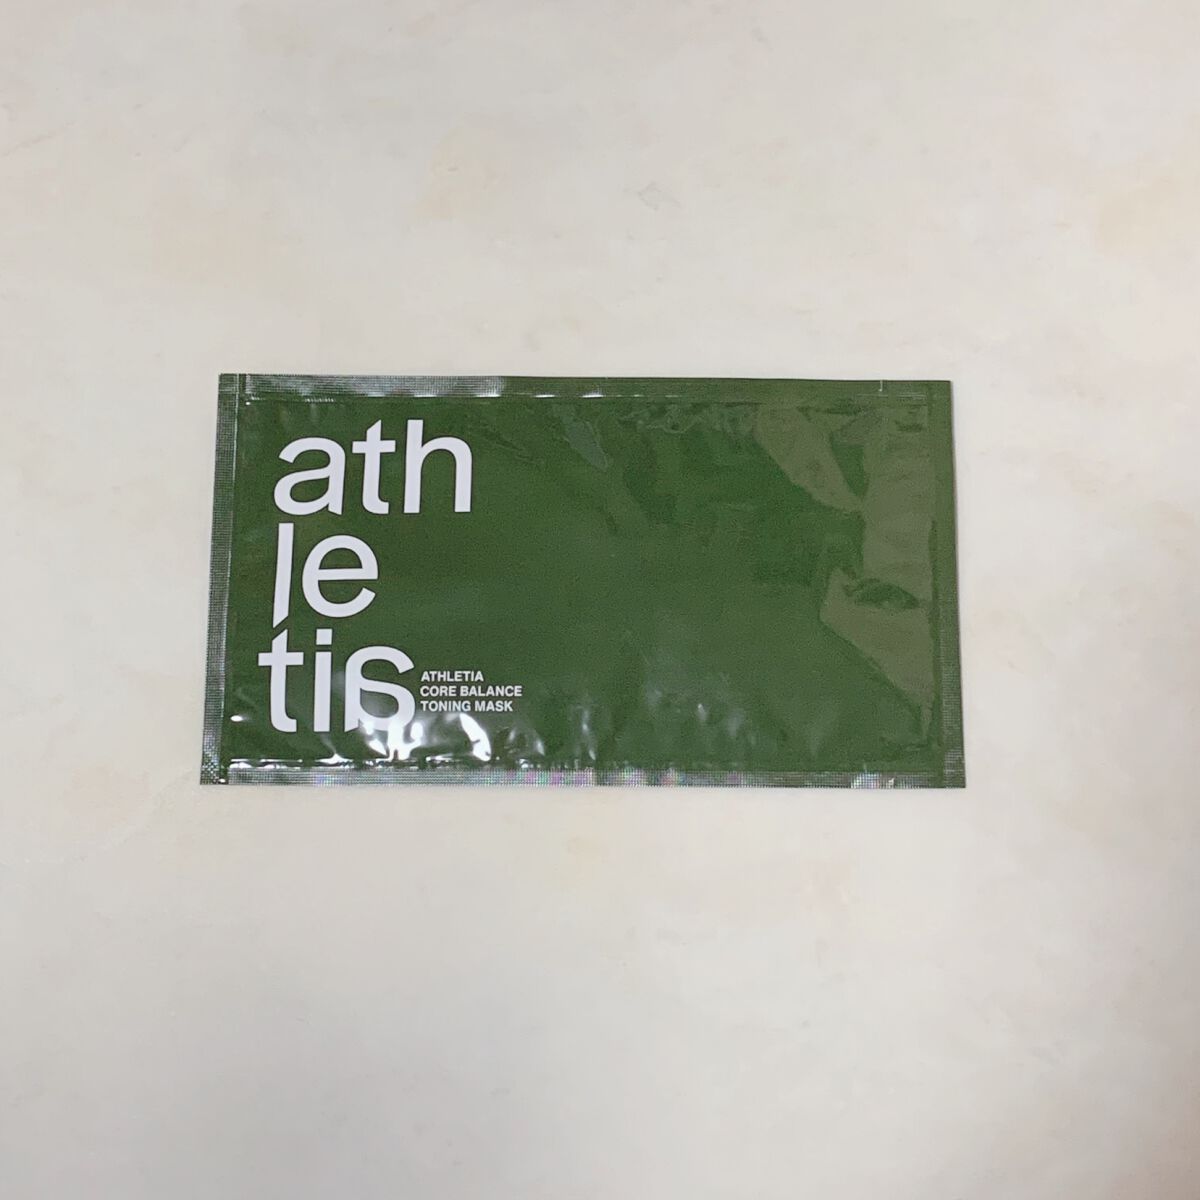 ath
le
tia
ATHLETIA
CORE BALANCE
TONING MASK